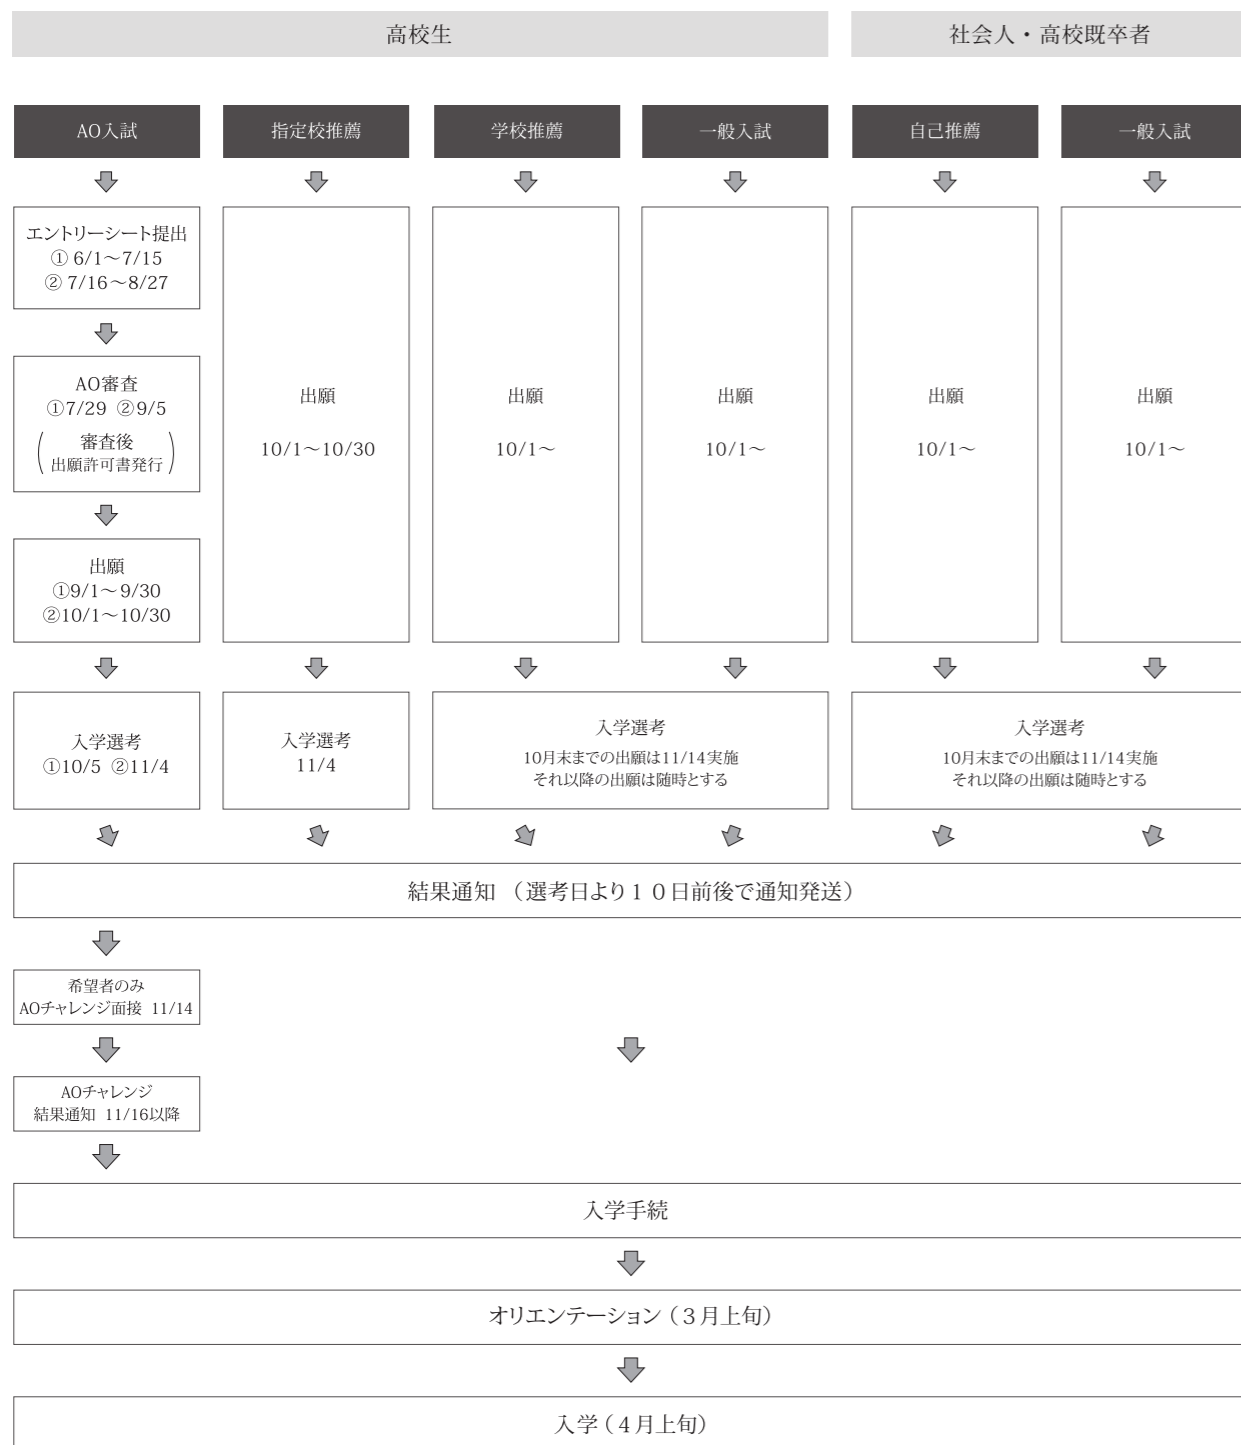 高校生
社会人・高校既卒者
AO入試
指定校推薦
学校推薦
一般入試
自己推薦
一般入試
エントリーシート提出
① 6/1～7/15
② 7/16～8/27
AO審査
①7/29 ②9/5
(審査後
出願許可書発行)
出願
①9/1～9/30
②10/1～10/30
出願
10/1～10/30
出願
10/1～
出願
10/1～
出願
10/1～
出願
10/1～
入学選考
①10/5 ②11/4
入学選考
11/4
入学選考
10月末までの出願は11/14実施
それ以降の出願は随時とする
入学選考
10月末までの出願は11/14実施
それ以降の出願は随時とする
結果通知 （選考日より１０日前後で通知発送）
希望者のみ
AOチャレンジ面接 11/14
AOチャレンジ
結果通知 11/16以降
入学手続
オリエンテーション（３月上旬）
入学（４月上旬）